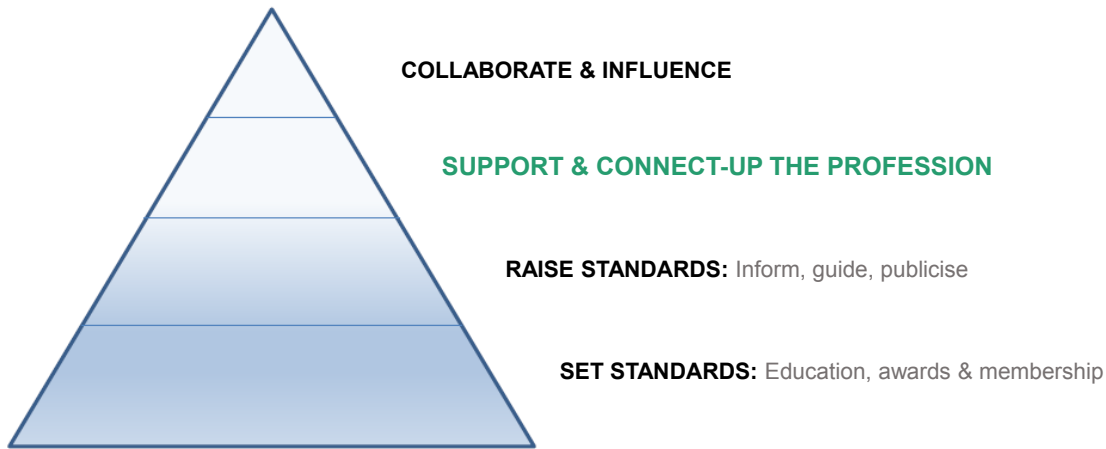 COLLABORATE & INFLUENCE
SUPPORT & CONNECT-UP THE PROFESSION
RAISE STANDARDS: Inform, guide, publicise
SET STANDARDS: Education, awards & membership